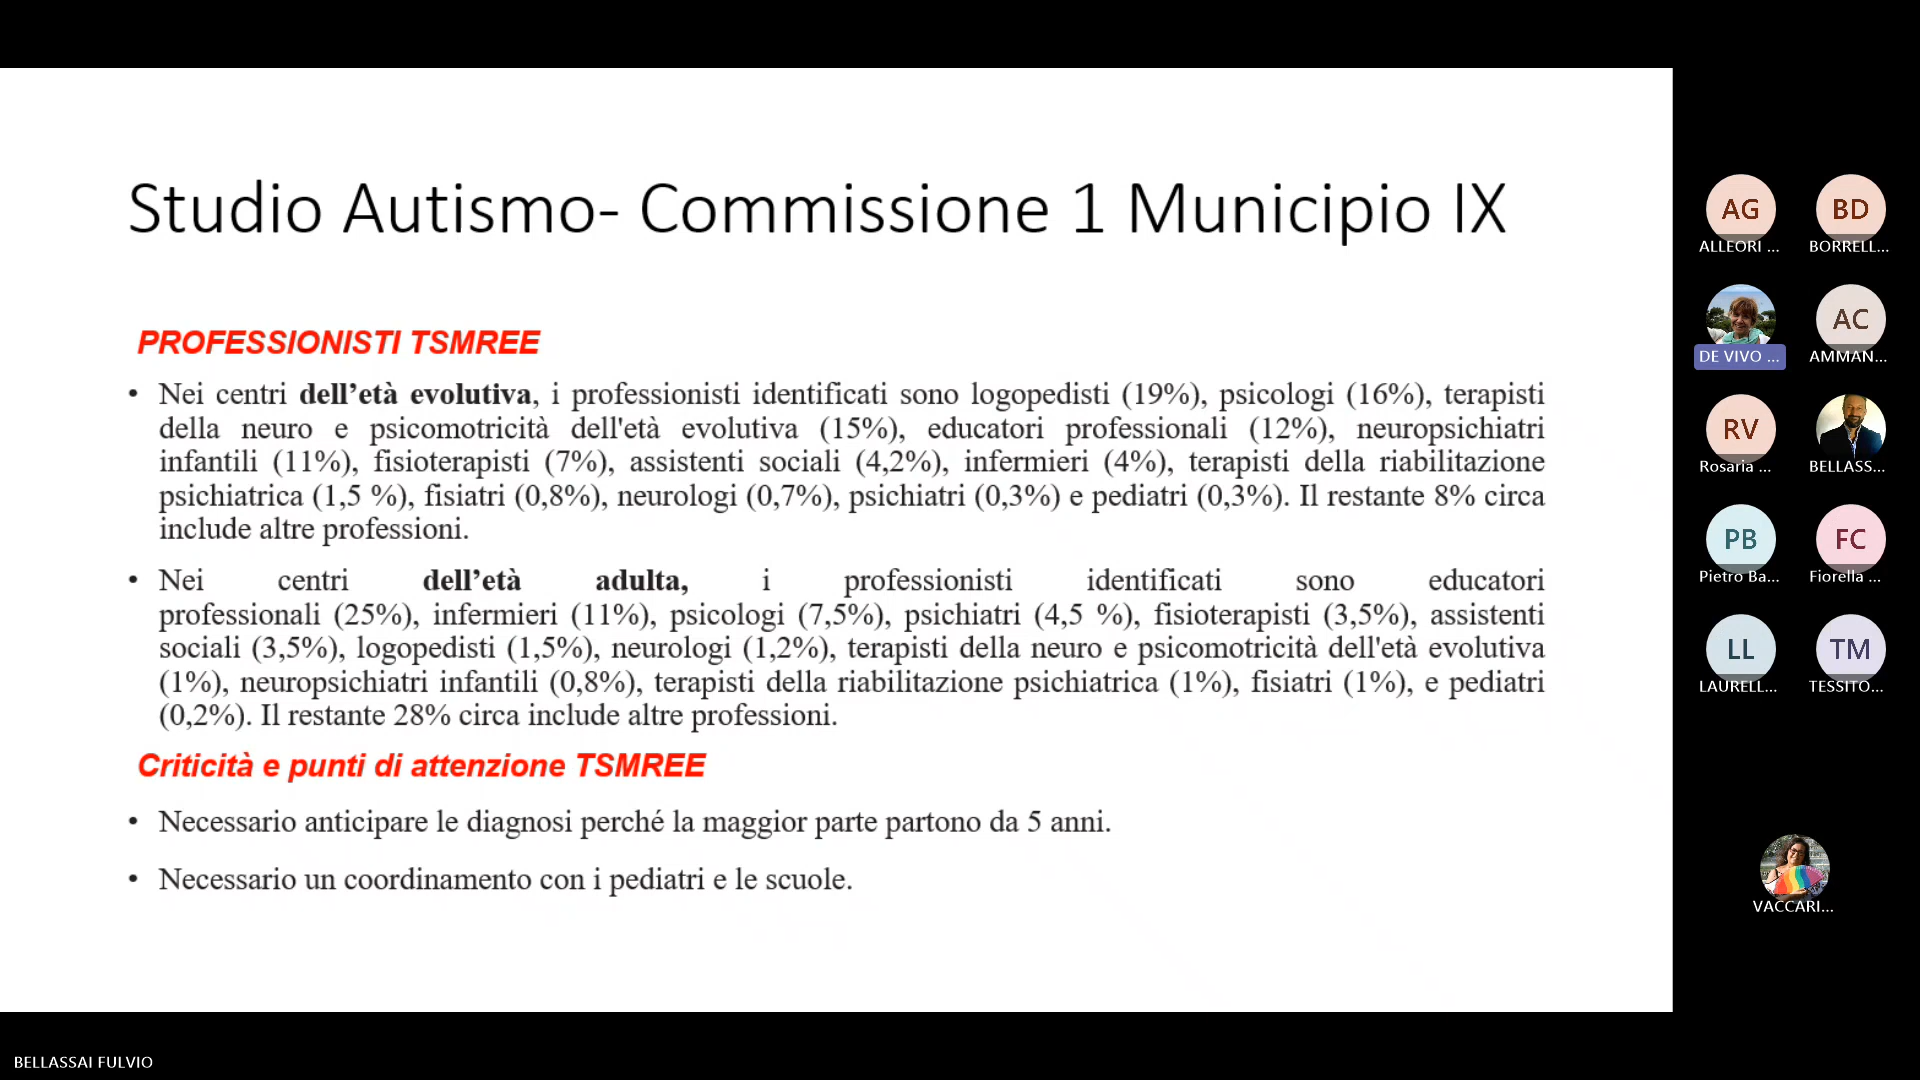 Studio Autismo- Commissione 1 Municipio IX
PROFESSIONISTI TSMREE
• Nei centri dell’età evolutiva, i professionisti identificati sono logopedisti (19%), psicologi (16%), terapisti
della neuro e psicomotricità dell'età evolutiva (15%), educatori professionali (12%), neuropsichiatri
infantili (11%), fisioterapisti (7%), assistenti sociali (4,2%), infermieri (4%), terapisti della riabilitazione
psichiatrica (1,5 %), fisiatri (0,8%), neurologi (0,7%), psichiatri (0,3%) e pediatri (0,3%). Il restante 8% circa
include altre professioni.
• Nei centri dell’età adulta, i professionisti identificati sono educatori
professionali (25%), infermieri (11%), psicologi (7,5%), psichiatri (4,5 %), fisioterapisti (3,5%), assistenti
sociali (3,5%), logopedisti (1,5%), neurologi (1,2%), terapisti della neuro e psicomotricità dell'età evolutiva
(1%), neuropsichiatri infantili (0,8%), terapisti della riabilitazione psichiatrica (1%), fisiatri (1%), e pediatri
(0,2%). Il restante 28% circa include altre professioni.
Criticità e punti di attenzione TSMREE
• Necessario anticipare le diagnosi perché la maggior parte partono da 5 anni.
• Necessario un coordinamento con i pediatri e le scuole.
AG
ALLEORI ...
BD
BORRELL...
DE VIVO ...
AC
AMMAN...
RV
Rosaria ...
BELLASS...
PB
Pietro Ba...
FC
Fiorella ...
LL
LAURELL...
TM
TESSITO...
VACCARI...
BELLASSAI FULVIO